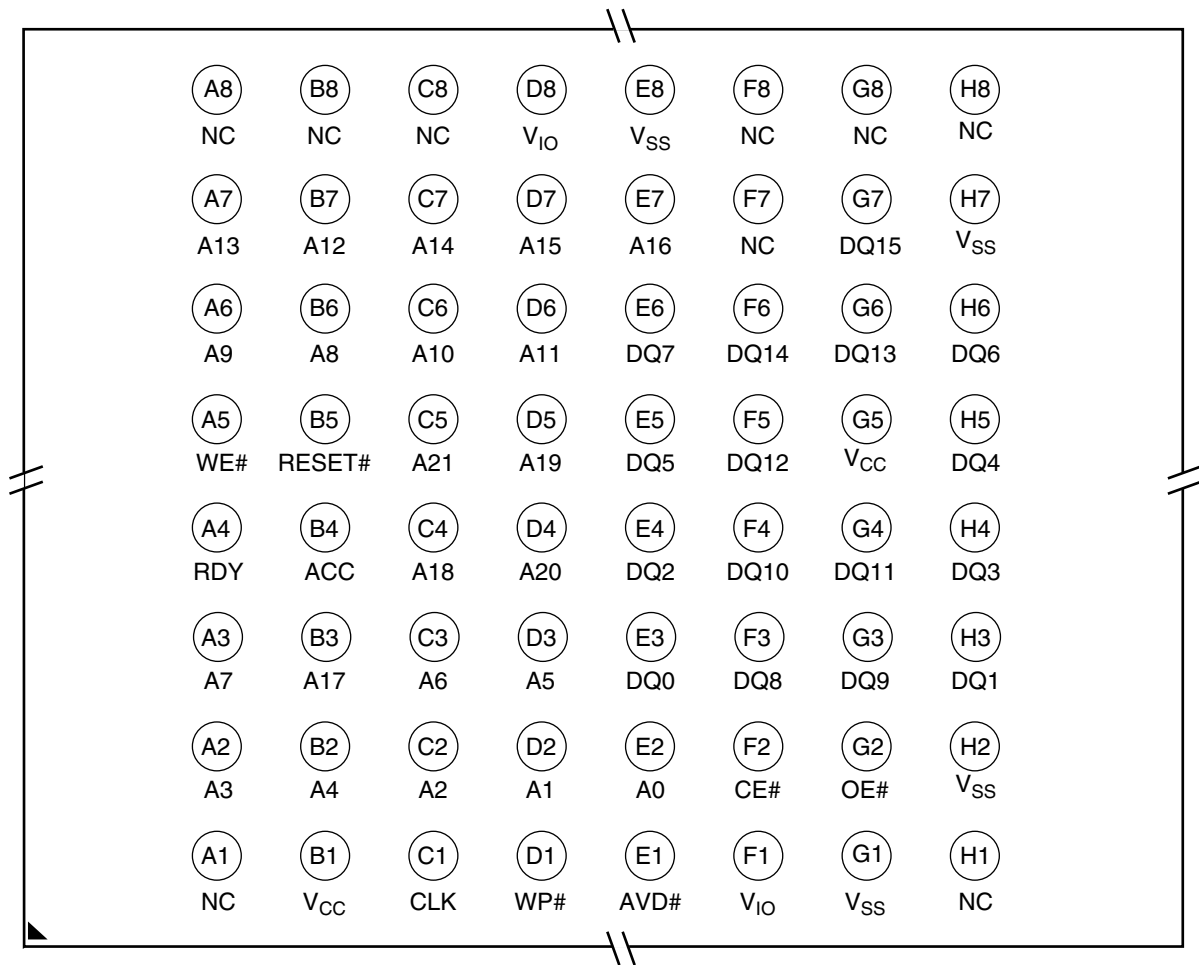 A8 B8 C8 D8 E8 F8 G8 H8
NC NC NC VIO VSS NC NC NC
A7 B7 C7 D7 E7 F7 G7 H7
A13 A12 A14 A15 A16 NC DQ15 VSS
A6 B6 C6 D6 E6 F6 G6 H6
A9 A8 A10 A11 DQ7 DQ14 DQ13 DQ6
A5 B5 C5 D5 E5 F5 G5 H5
WE# RESET# A21 A19 DQ5 DQ12 VCC DQ4
A4 B4 C4 D4 E4 F4 G4 H4
RDY ACC A18 A20 DQ2 DQ10 DQ11 DQ3
A3 B3 C3 D3 E3 F3 G3 H3
A7 A17 A6 A5 DQ0 DQ8 DQ9 DQ1
A2 B2 C2 D2 E2 F2 G2 H2
A3 A4 A2 A1 A0 CE# OE# VSS
A1 B1 C1 D1 E1 F1 G1 H1
NC VCC CLK WP# AVD# VIO VSS NC